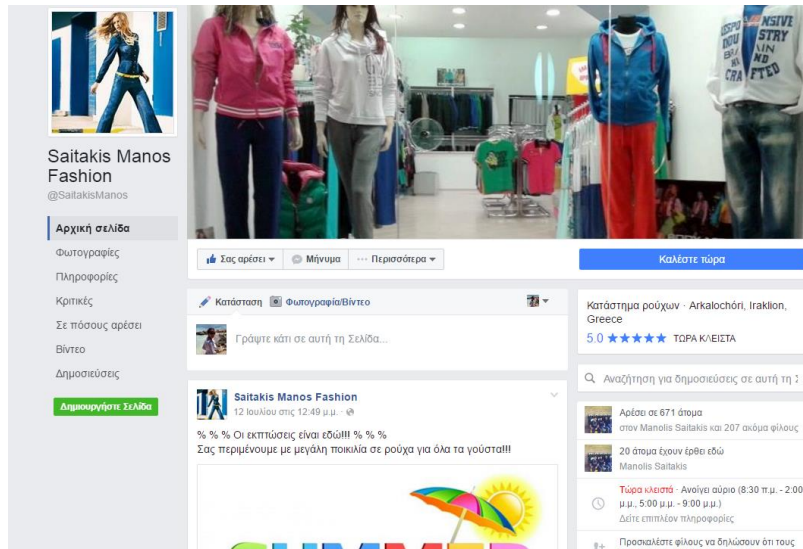 RESPONSIVE
INDUSTRY
CRAFTED
Saitakis Manos
Fashion
@SaitakisManos
Αρχική σελίδα
Φωτογραφίες
Πληροφορίες
Κριτικές
Σε πόσους αρέσει
Βίντεο
Δημοσιεύσεις
Δημιουργήστε Σελίδα
Σας αρέσει
Μήνυμα
Περισσότερα
Καλέστε τώρα
Κατάσταση Φωτογραφία/Βίντεο
Γράψτε κάτι σε αυτή τη Σελίδα...
Saitakis Manos Fashion
12 Ιουλίου στις 12:49 μ.μ. ·
% % % Οι εκπτώσεις είναι εδώ!!! % % %
Σας περιμένουμε με μεγάλη ποικιλία σε ρούχα για όλα τα γούστα!!!
SUMMER
Κατάστημα ρούχων · Arkalochóri, Iraklion,
Greece
5.0 ★★★★★ ΤΩΡΑ ΚΛΕΙΣΤΑ
Αναζήτηση για δημοσιεύσεις σε αυτή τη Σ
Αρέσει σε 671 άτομα
στον Manolis Saitakis και 207 ακόμα φίλους
20 άτομα έχουν έρθει εδώ
Manolis Saitakis
Τώρα κλειστά · Ανοίγει αύριο (8:30 π.μ. - 2:00
μ.μ., 5:00 μ.μ. - 9:00 μ.μ.)
Δείτε επιπλέον πληροφορίες
Προσκαλέστε φίλους να δηλώσουν ότι τους